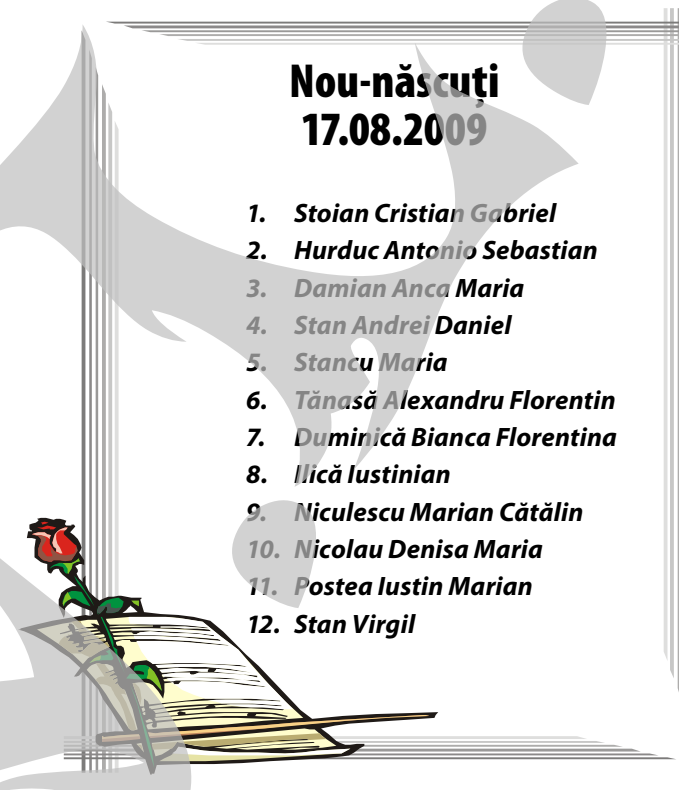 Nou-născuți
17.08.2009
1. Stoian Cristian Gabriel
2. Hurduc Antonio Sebastian
3. Damian Anca Maria
4. Stan Andrei Daniel
5. Stancu Maria
6. Tănasă Alexandru Florentin
7. Duminică Bianca Florentina
8. Ilică Iustinian
9. Niculescu Marian Cătălin
10. Nicolau Denisa Maria
11. Postea Iustin Marian
12. Stan Virgil